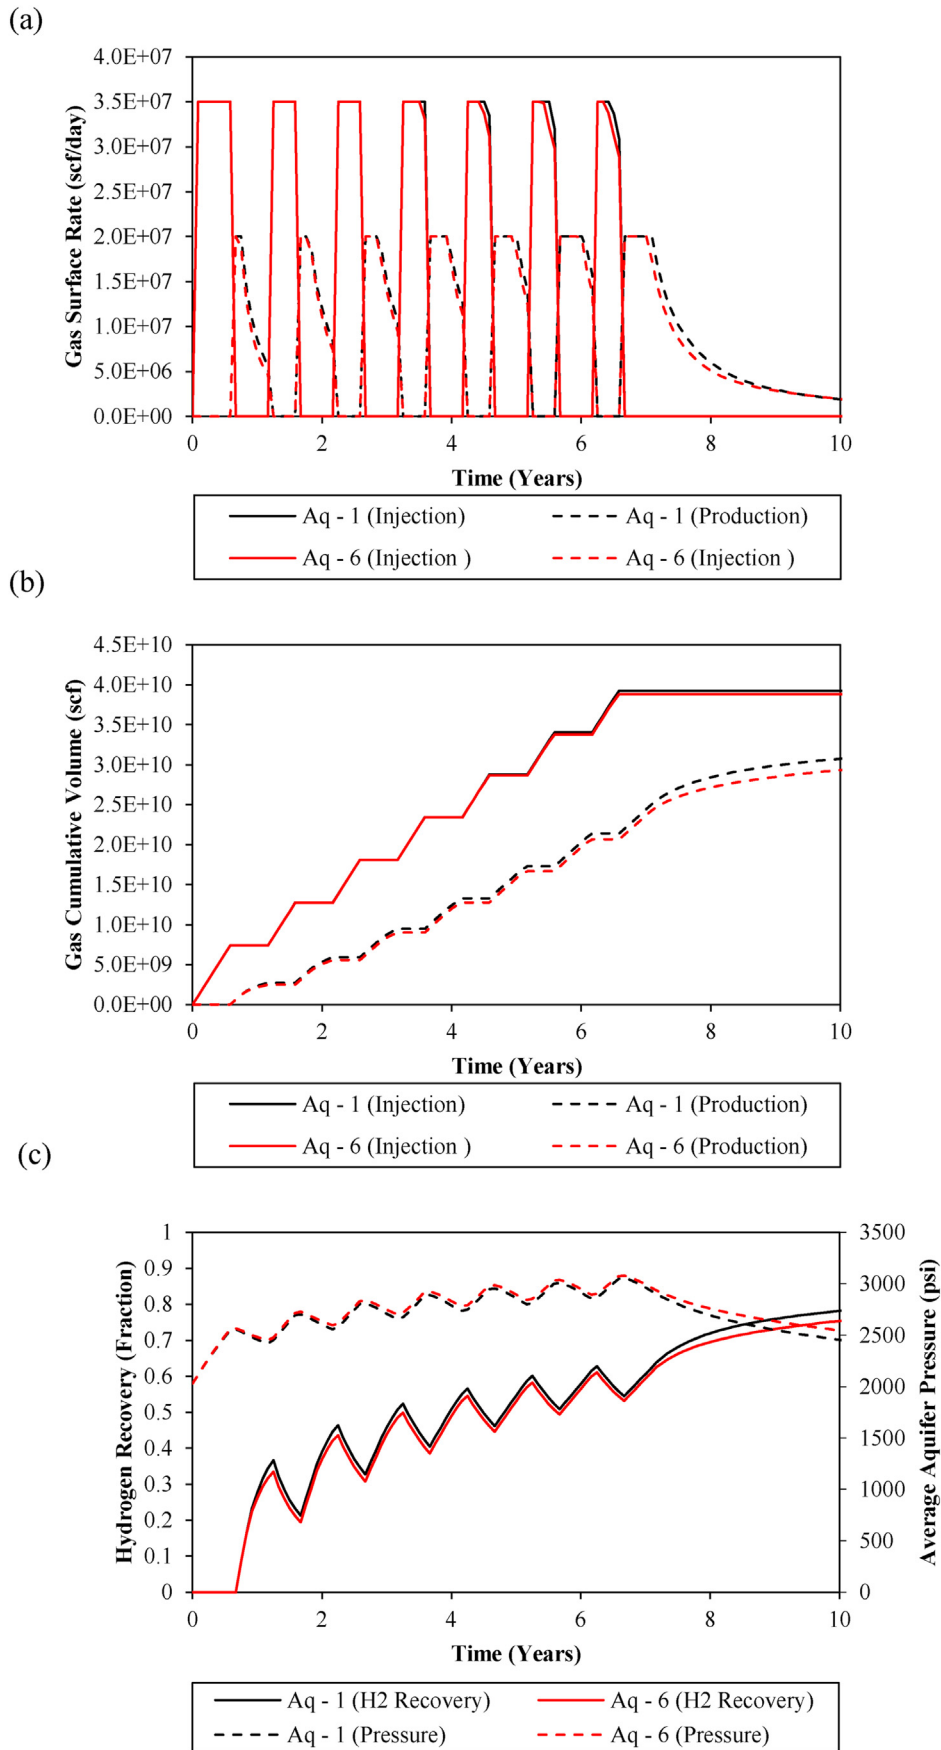 (a)
Gas Surface Rate (scf/day)
4.0E+07
3.5E+07
3.0E+07
2.5E+07
2.0E+07
1.5E+07
1.0E+07
5.0E+06
0.0E+00
0 2 4 6 8 10
Time (Years)
Aq - 1 (Injection) Aq - 1 (Production)
Aq - 6 (Injection ) Aq - 6 (Injection )
(b)
Gas Cumulative Volume (scf)
4.5E+10
4.0E+10
3.5E+10
3.0E+10
2.5E+10
2.0E+10
1.5E+10
1.0E+10
5.0E+09
0.0E+00
0 2 4 6 8 10
Time (Years)
Aq - 1 (Injection) Aq - 1 (Production)
Aq - 6 (Injection ) Aq - 6 (Production)
(c)
Hydrogen Recovery (Fraction)
1
0.9
0.8
0.7
0.6
0.5
0.4
0.3
0.2
0.1
0
3500
3000
2500
2000
1500
1000
500
0
Average Aquifer Pressure (psi)
0 2 4 6 8 10
Time (Years)
Aq - 1 (H2 Recovery) Aq - 6 (H2 Recovery)
Aq - 1 (Pressure) Aq - 6 (Pressure)